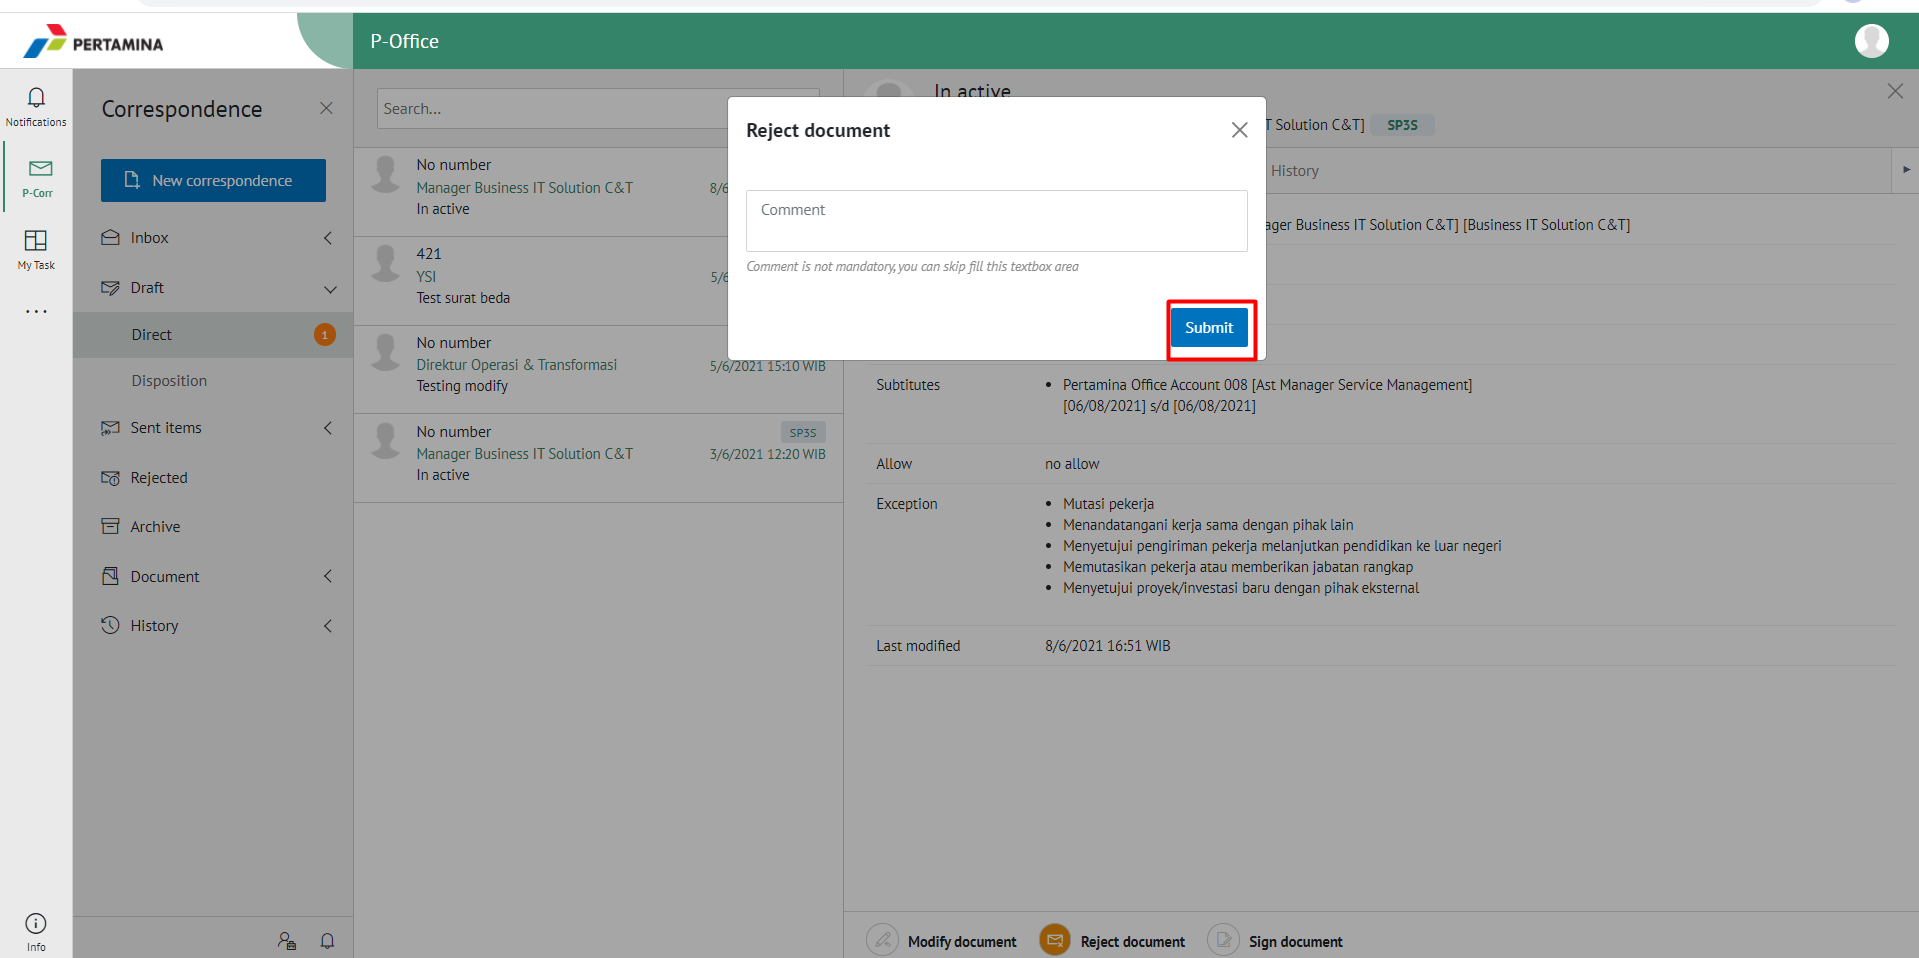 PERTAMINA
P-Office
Notifications
P-Corr
My Task
Info
Correspondence
New correspondence
Inbox
Draft
Direct
1
Disposition
Sent items
Rejected
Archive
Document
History
Search...
No number
Manager Business IT Solution C&T
8/6
In active
421
YSI
5/6
Test surat beda
No number
Direktur Operasi & Transformasi
5/6/2021 15:10 WIB
Testing modify
No number
SP3S
Manager Business IT Solution C&T
3/6/2021 12:20 WIB
In active
In active
T Solution C&T]
SP3S
History
ager Business IT Solution C&T] [Business IT Solution C&T]
Reject document
Comment
Comment is not mandatory, you can skip fill this textbox area
Submit
Subtitutes
• Pertamina Office Account 008 [Ast Manager Service Management]
[06/08/2021] s/d [06/08/2021]
Allow
no allow
Exception
• Mutasi pekerja
• Menandatangani kerja sama dengan pihak lain
• Menyetujui pengiriman pekerja melanjutkan pendidikan ke luar negeri
• Memutasikan pekerja atau memberikan jabatan rangkap
• Menyetujui proyek/investasi baru dengan pihak eksternal
Last modified
8/6/2021 16:51 WIB
Modify document
Reject document
Sign document